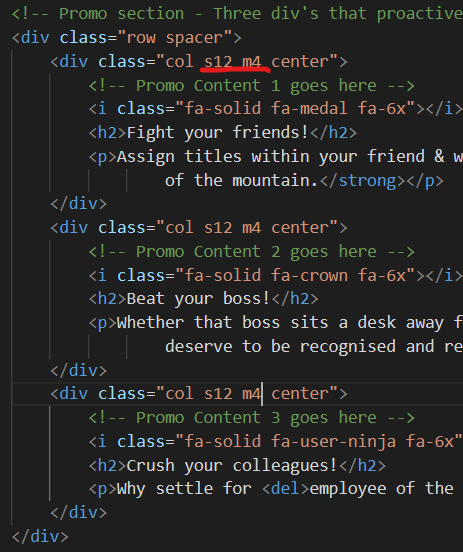 <!-- Promo section - Three div's that proactive
<div class="row spacer">
<div class="col s12 m4 center">
<!-- Promo Content 1 goes here -->
<i class="fa-solid fa-medal fa-6x"></i>
<h2>Fight your friends!</h2>
<p>Assign titles within your friend & w
of the mountain.</strong></p>
</div>
<div class="col s12 m4 center">
<!-- Promo Content 2 goes here -->
<i class="fa-solid fa-crown fa-6x"></i>
<h2>Beat your boss!</h2>
<p>Whether that boss sits a desk away f
deserve to be recognised and re
</div>
<div class="col s12 m4 center">
<!-- Promo Content 3 goes here -->
<i class="fa-solid fa-user-ninja fa-6x"
<h2>Crush your colleagues!</h2>
<p>Why settle for <del>employee of the
</div>
</div>